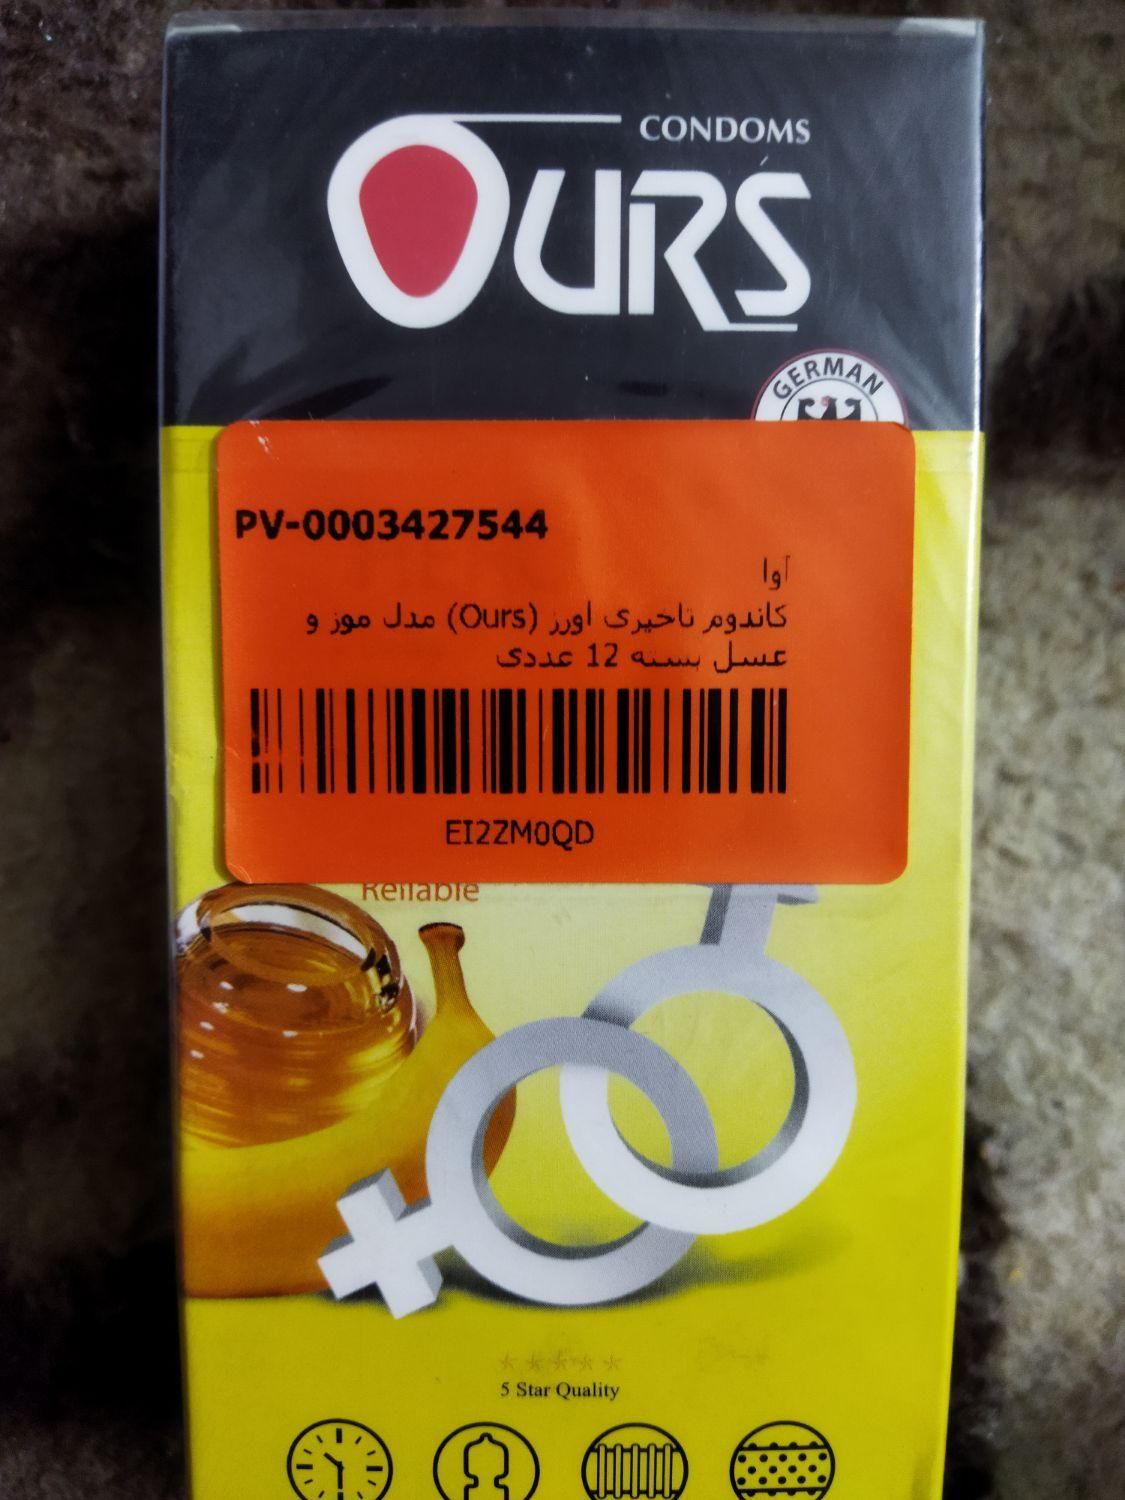 CONDOMS
OURS
GERMAN
PV-0003427544
آوا
کاندوم تاخیری اورز (Ours) مدل موز و
عسل بسته 12 عددی
EI2ZM0QD
Reliable
5 Star Quality